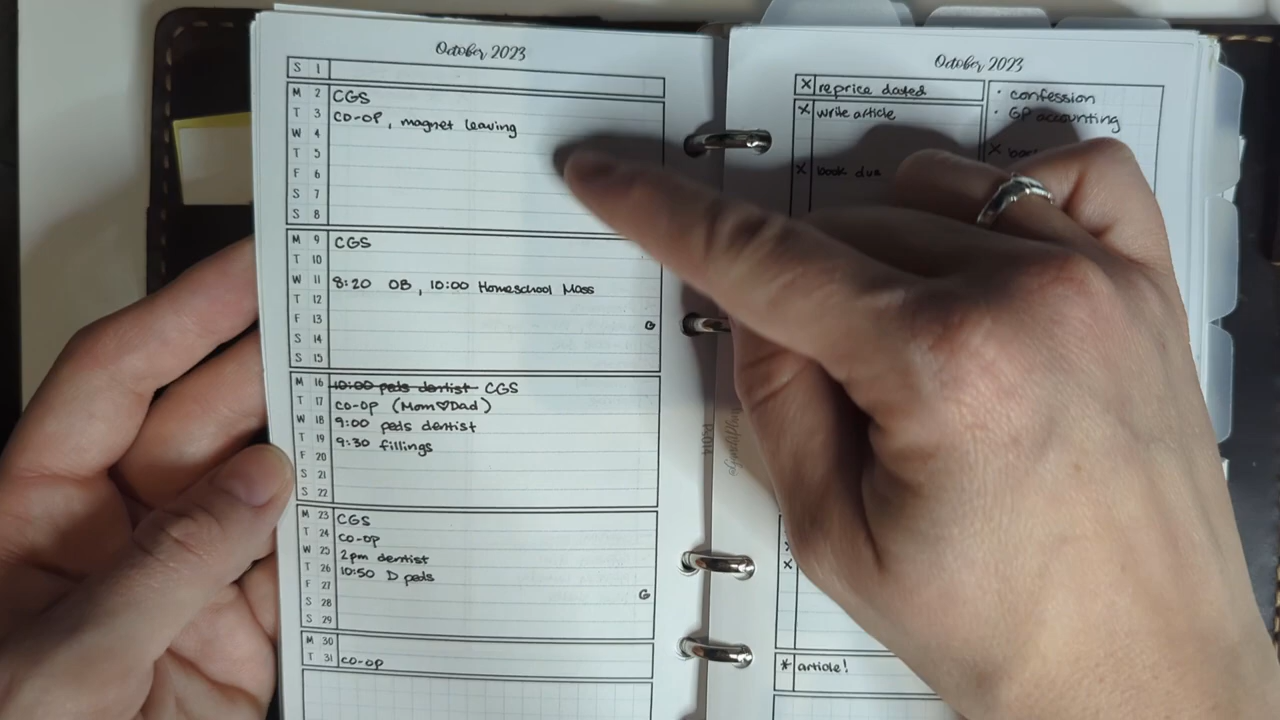 October 2023
S 1
M 2 CGS
T 3 CO-OP, magnet leaving
W 4
T 5
F 6
S 7
S 8
M 9 CGS
T 10
W 11 8:20 OB, 10:00 Homeschool Mass
T 12
F 13 G
S 14
S 15
M 16 10:00 peds dentist CGS
T 17 co-op (Mom♡Dad)
W 18 9:00 peds dentist
T 19 9:30 fillings
F 20
S 21
S 22
M 23 CGS
T 24 co-op
W 25 2pm dentist
T 26 10:50 D peds
F 27
S 28 G
S 29
M 30
T 31 co-op
October 2023
X reprice dated
X write article
X book due
X
X
* article!
· confession
· GP accounting
X